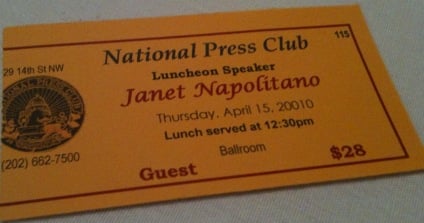 National Press Club
115
29 14th St NW
Luncheon Speaker
Janet Napolitano
Thursday, April 15, 20010
Lunch served at 12:30pm
(202) 662-7500
Ballroom
Guest
$28